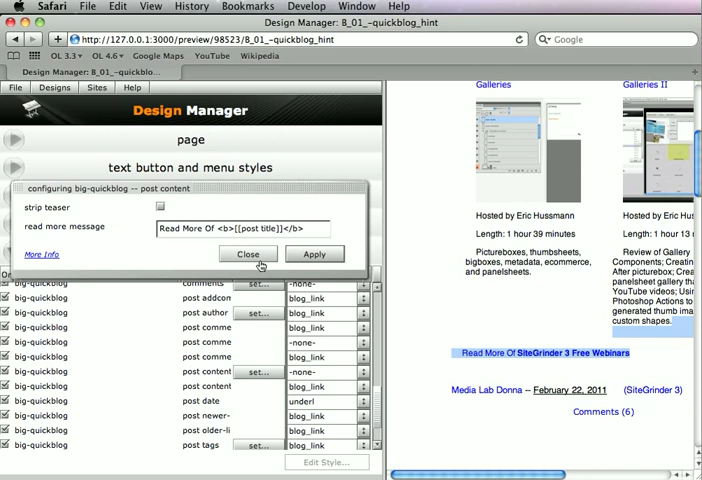 Safari File Edit View History Bookmarks Develop Window Help
Design Manager: B_01_-quickblog_hint
http://127.0.0.1:3000/preview/98523/B_01_-quickblog_hint
Google
OL 3.3 OL 4.6 Google Maps YouTube Wikipedia
Design Manager: B_01_-quickblo...
File Designs Sites Help
Design Manager
page
text button and menu styles
configuring big-quickblog -- post content
strip teaser
read more message Read More Of <b>[[post title]]</b>
More Info Close Apply
big-quickblog comments set... -none-
big-quickblog post addcom blog_link
big-quickblog post author set... blog_link
big-quickblog post comme blog_link
big-quickblog post comme -none-
big-quickblog post comme blog_link
big-quickblog post content set... -none-
big-quickblog post content blog_link
big-quickblog post date underl
big-quickblog post newer- blog_link
big-quickblog post older-li blog_link
big-quickblog post tags set... blog_link
Edit Style...
Galleries
Hosted by Eric Hussmann
Length: 1 hour 39 minutes
Pictureboxes, thumbsheets,
bigboxes, metadata, ecommerce,
and panelsheets.
Galleries II
Hosted by Eric Hussma
Length: 1 hour 13 n
Review of Gallery
Components; Creating
After picturebox; Crea
panelsheet gallery tha
YouTube videos; Usin
Photoshop Actions to
generated thumb ima
custom shapes.
Read More Of SiteGrinder 3 Free Webinars
Media Lab Donna -- February 22, 2011 (SiteGrinder 3)
Comments (6)